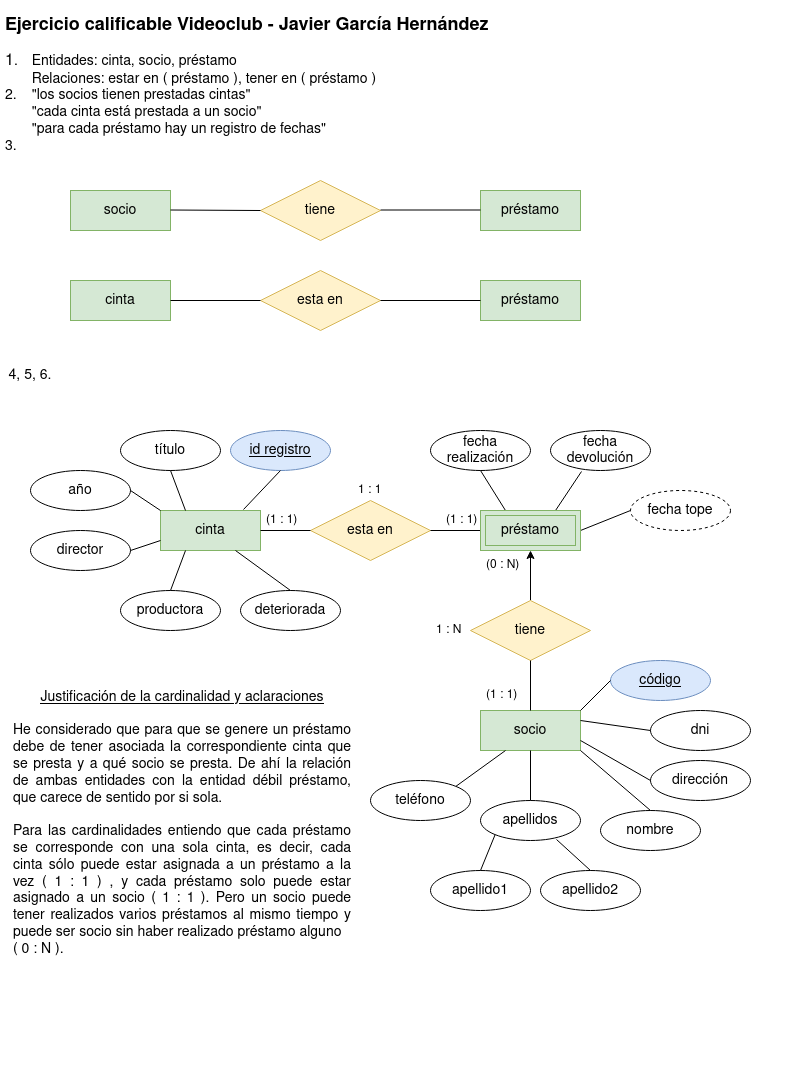 Ejercicio calificable Videoclub - Javier García Hernández
1. Entidades: cinta, socio, préstamo
Relaciones: estar en ( préstamo ), tener en ( préstamo )
2. "los socios tienen prestadas cintas"
"cada cinta está prestada a un socio"
"para cada préstamo hay un registro de fechas"
3.
socio
tiene
préstamo
cinta
esta en
préstamo
4, 5, 6.
título
id registro
fecha
realización
fecha
devolución
año
1 : 1
fecha tope
cinta
(1 : 1)
esta en
(1 : 1)
préstamo
director
(0 : N)
productora
deteriorada
1 : N
tiene
(1 : 1)
código
socio
dni
dirección
teléfono
apellidos
nombre
apellido1
apellido2
Justificación de la cardinalidad y aclaraciones
He considerado que para que se genere un préstamo
debe de tener asociada la correspondiente cinta que
se presta y a qué socio se presta. De ahí la relación
de ambas entidades con la entidad débil préstamo,
que carece de sentido por si sola.
Para las cardinalidades entiendo que cada préstamo
se corresponde con una sola cinta, es decir, cada
cinta sólo puede estar asignada a un préstamo a la
vez ( 1 : 1 ) , y cada préstamo solo puede estar
asignado a un socio ( 1 : 1 ). Pero un socio puede
tener realizados varios préstamos al mismo tiempo y
puede ser socio sin haber realizado préstamo alguno
( 0 : N ).